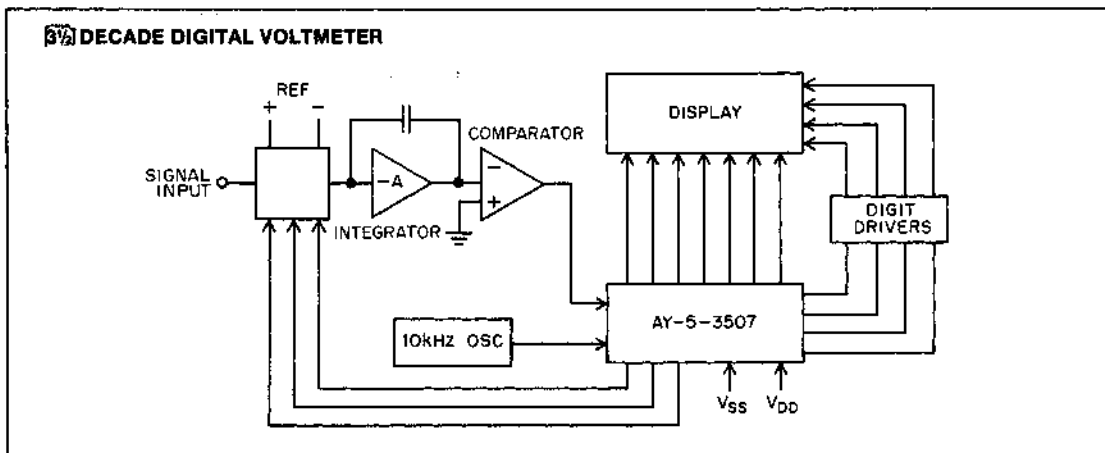 3½ DECADE DIGITAL VOLTMETER
REF
+ −
SIGNAL
INPUT
−A
INTEGRATOR
COMPARATOR
−
+
DISPLAY
DIGIT
DRIVERS
AY-5-3507
10kHz OSC
VSS VDD